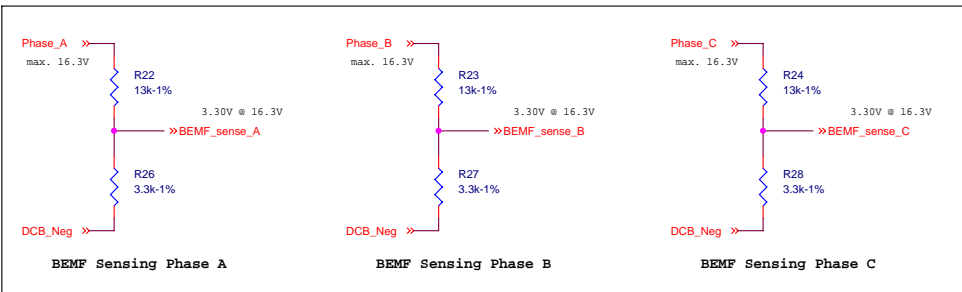 Phase_A
max. 16.3V
R22
13k-1%
3.30V @ 16.3V
BEMF_sense_A
R26
3.3k-1%
DCB_Neg
BEMF Sensing Phase A
Phase_B
max. 16.3V
R23
13k-1%
3.30V @ 16.3V
BEMF_sense_B
R27
3.3k-1%
DCB_Neg
BEMF Sensing Phase B
Phase_C
max. 16.3V
R24
13k-1%
3.30V @ 16.3V
BEMF_sense_C
R28
3.3k-1%
DCB_Neg
BEMF Sensing Phase C